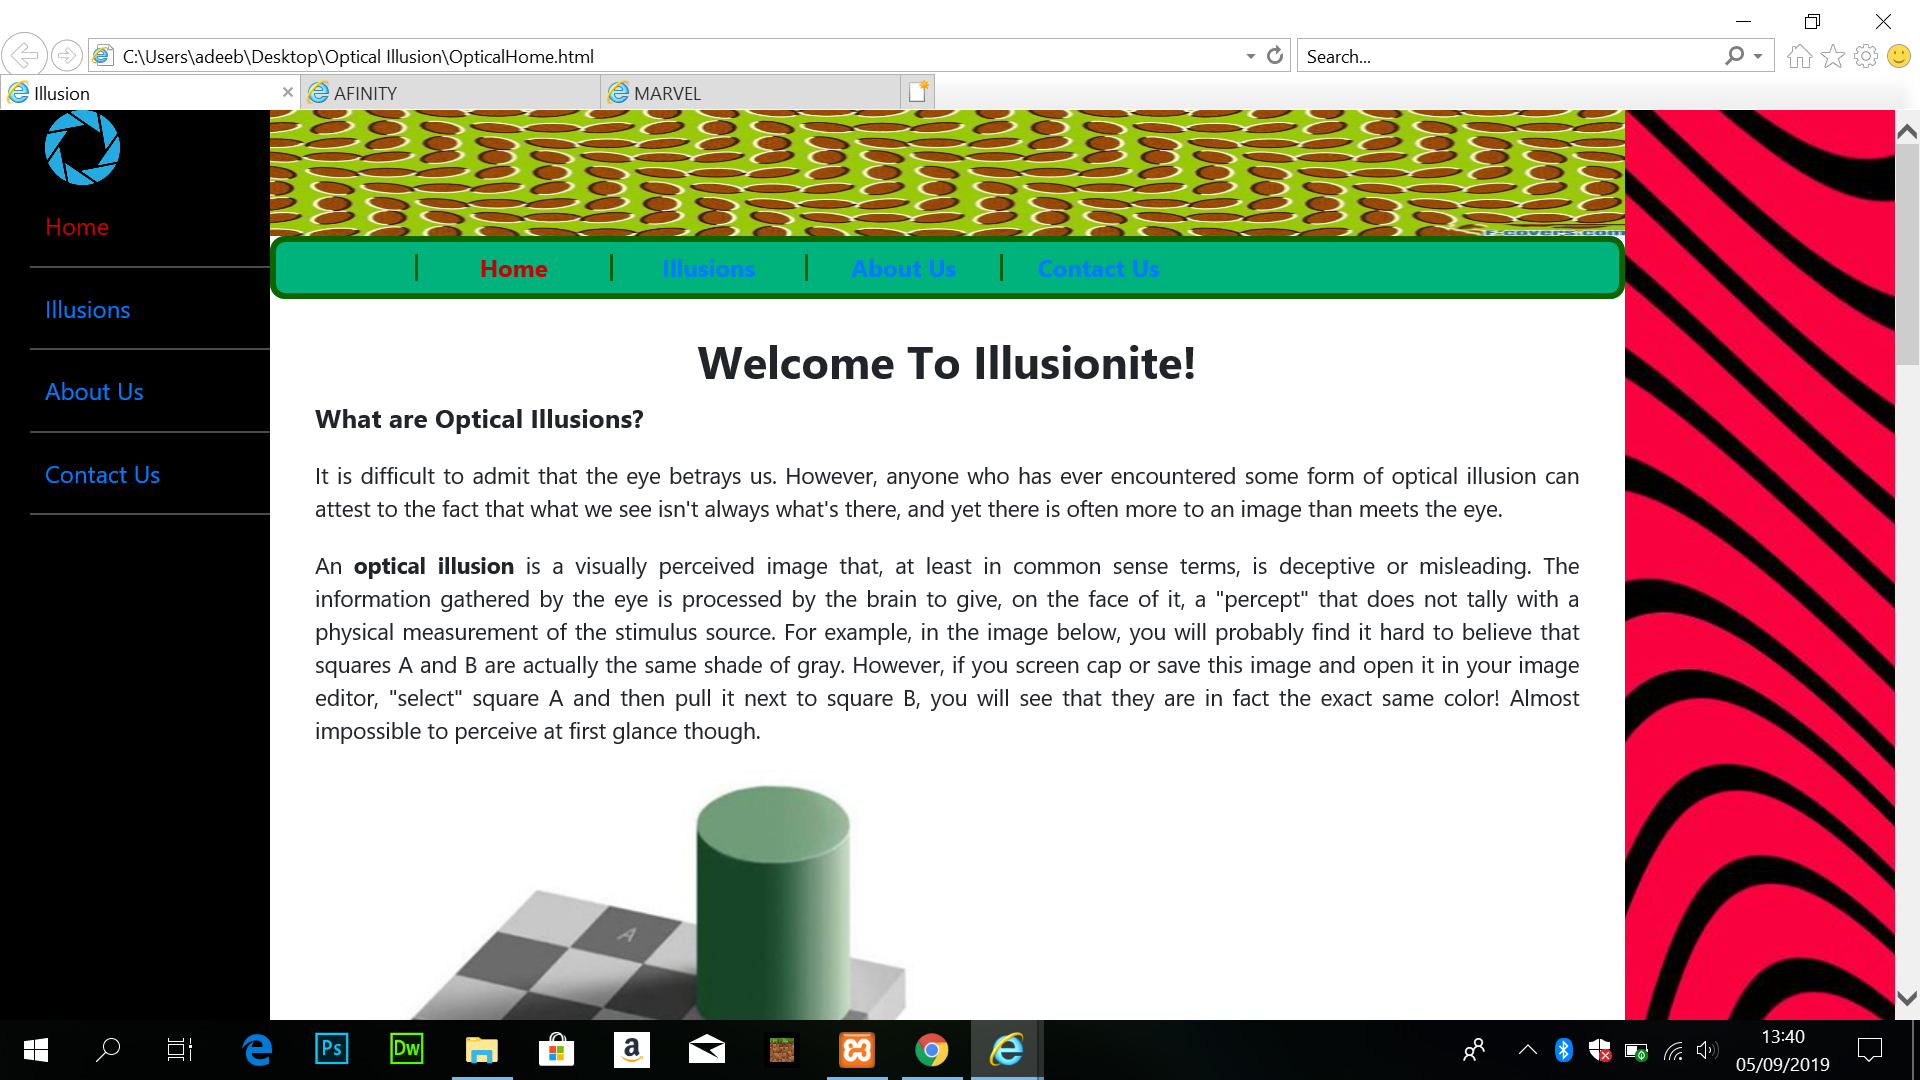 C:\Users\adeeb\Desktop\Optical Illusion\OpticalHome.html
Search...
Illusion
AFINITY
MARVEL
Home
Illusions
About Us
Contact Us
F-covers.com
Home
Illusions
About Us
Contact Us
Welcome To Illusionite!
What are Optical Illusions?
It is difficult to admit that the eye betrays us. However, anyone who has ever encountered some form of optical illusion can
attest to the fact that what we see isn't always what's there, and yet there is often more to an image than meets the eye.
An optical illusion is a visually perceived image that, at least in common sense terms, is deceptive or misleading. The
information gathered by the eye is processed by the brain to give, on the face of it, a "percept" that does not tally with a
physical measurement of the stimulus source. For example, in the image below, you will probably find it hard to believe that
squares A and B are actually the same shade of gray. However, if you screen cap or save this image and open it in your image
editor, "select" square A and then pull it next to square B, you will see that they are in fact the exact same color! Almost
impossible to perceive at first glance though.
A
Ps
Dw
a
13:40
05/09/2019